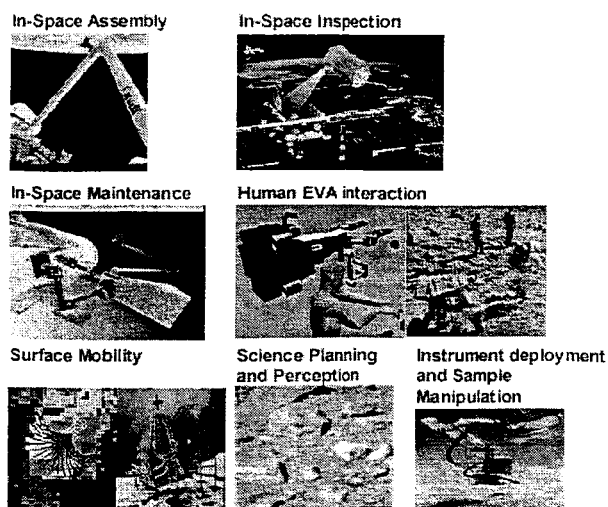 In-Space Assembly
In-Space Inspection
In-Space Maintenance
Human EVA interaction
Surface Mobility
Science Planning
and Perception
Instrument deployment
and Sample
Manipulation